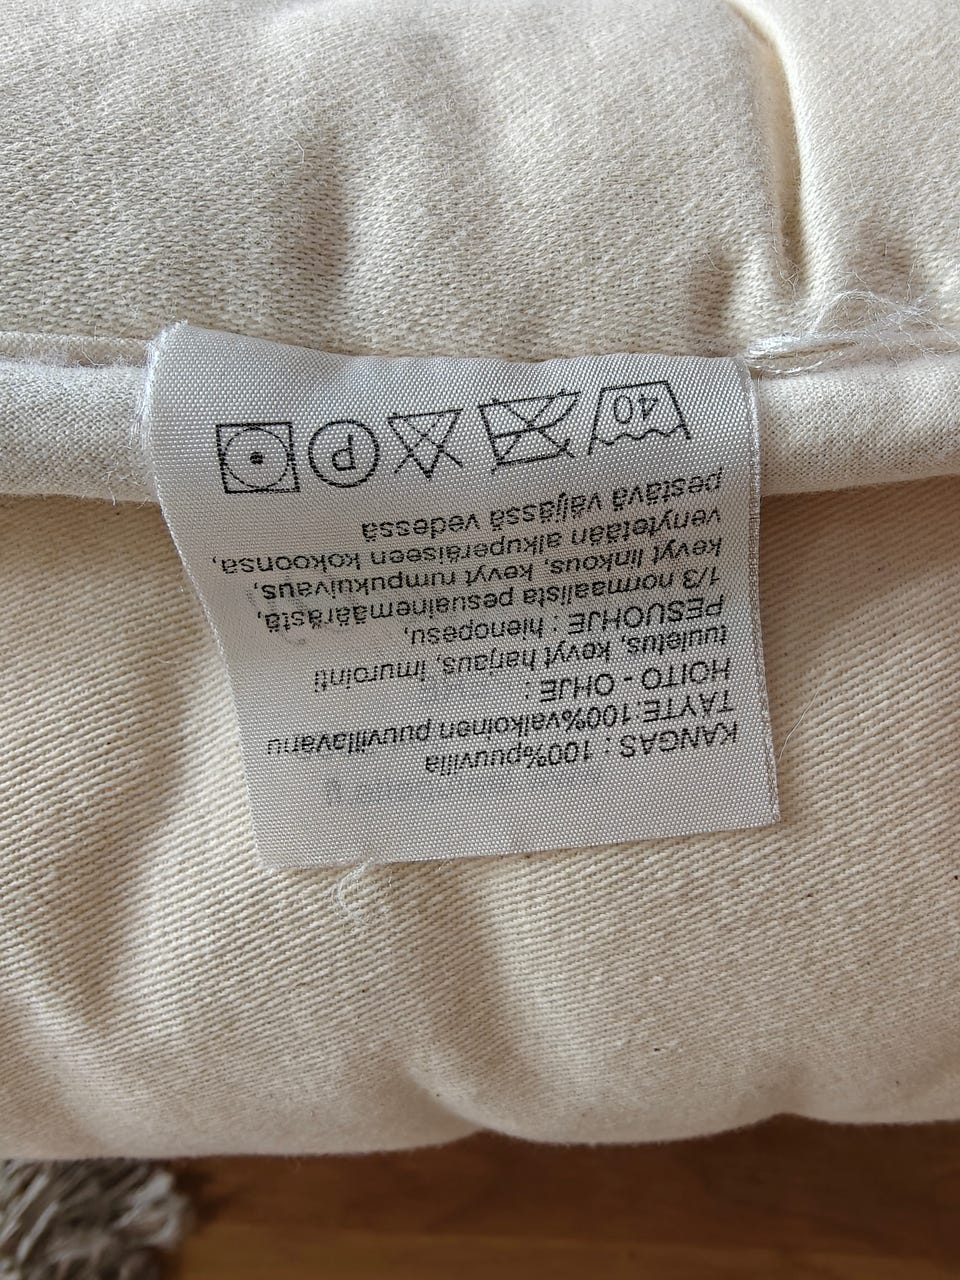 KANGAS : 100%puuvilla
TÄYTE:100%valkoinen puuvillavanu
HOITO - OHJE :
tuuletus, kevyt harjaus, imurointi
PESUOHJE : hienopesu,
1/3 normaalista pesuainemäärästä,
kevyt linkous, kevyt rumpukuivaus,
venytetään alkuperäiseen kokoonsa,
pestävä väljässä vedessä
40 P